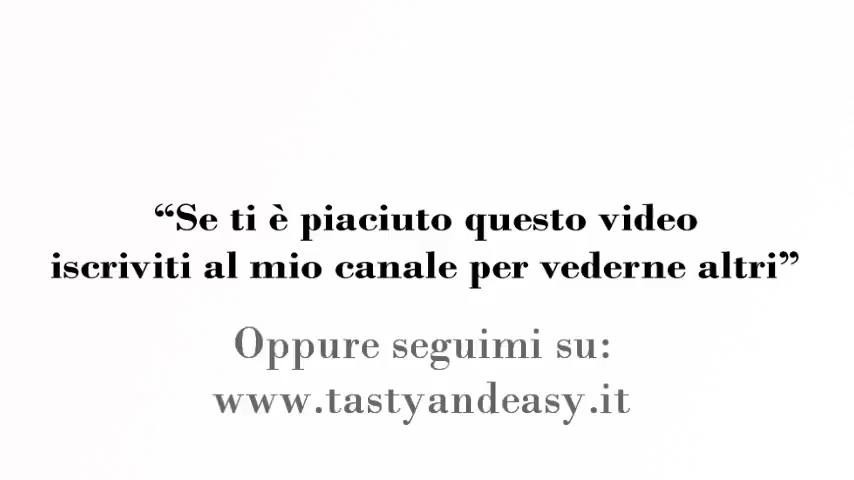 “Se ti è piaciuto questo video
iscriviti al mio canale per vederne altri”
Oppure seguimi su:
www.tastyandeasy.it